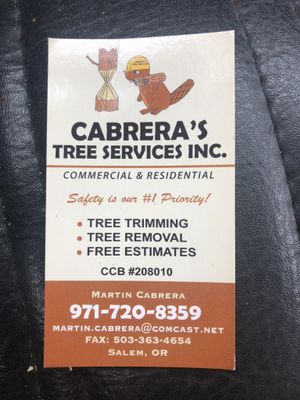 CABRERA'S
TREE SERVICES INC.
COMMERCIAL & RESIDENTIAL
Safety is our #1 Priority!
• TREE TRIMMING
• TREE REMOVAL
• FREE ESTIMATES
CCB #208010
MARTIN CABRERA
971-720-8359
MARTIN.CABRERA@COMCAST.NET
FAX: 503-363-4654
SALEM, OR